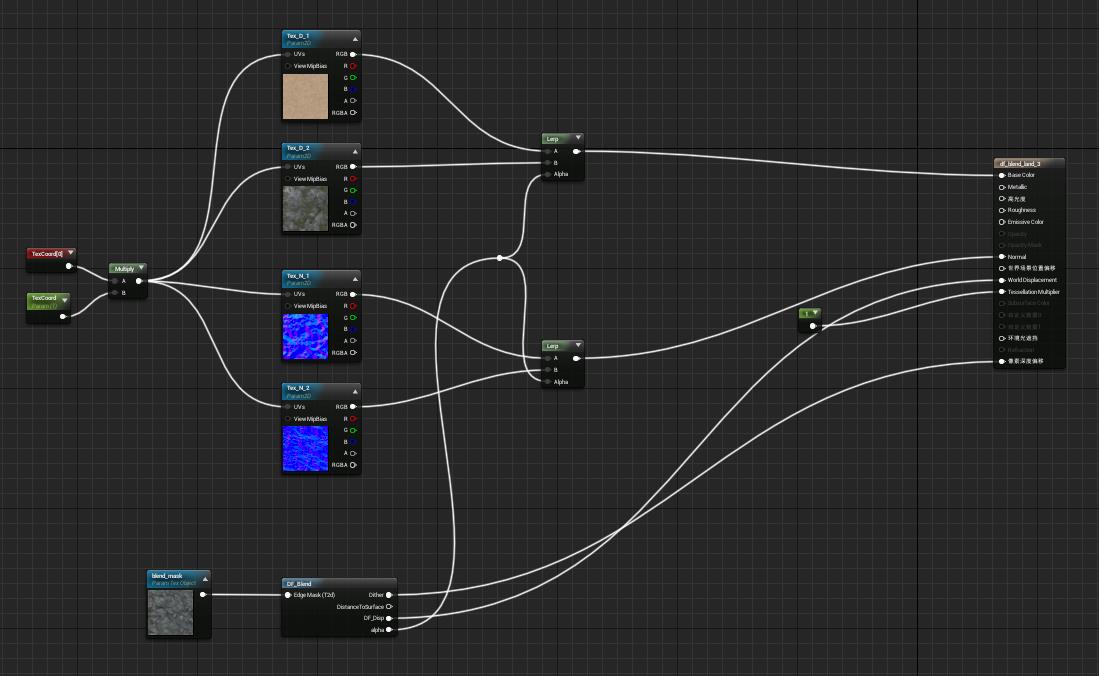 Tex_D_1
Param2D
UVs
RGB
View MipBias
R
G
B
A
RGBA
Tex_D_2
Param2D
UVs
RGB
View MipBias
R
G
B
A
RGBA
Lerp
A
B
Alpha
df_blend_land_3
Base Color
Metallic
高光度
Roughness
Emissive Color
Opacity
Opacity Mask
Normal
世界场景位置偏移
World Displacement
Tessellation Multiplier
Subsurface Color
自定义数据0
自定义数据1
环境光遮挡
Refraction
像素深度偏移
TexCoord[0]
TexCoord
Param (1)
Multiply
A
B
Tex_N_1
Param2D
UVs
RGB
View MipBias
R
G
B
A
RGBA
1
Lerp
A
B
Alpha
Tex_N_2
Param2D
UVs
RGB
View MipBias
R
G
B
A
RGBA
blend_mask
Param Tex Object
DF_Blend
Edge Mask (T2d)
Dither
DistanceToSurface
DF_Disp
alpha